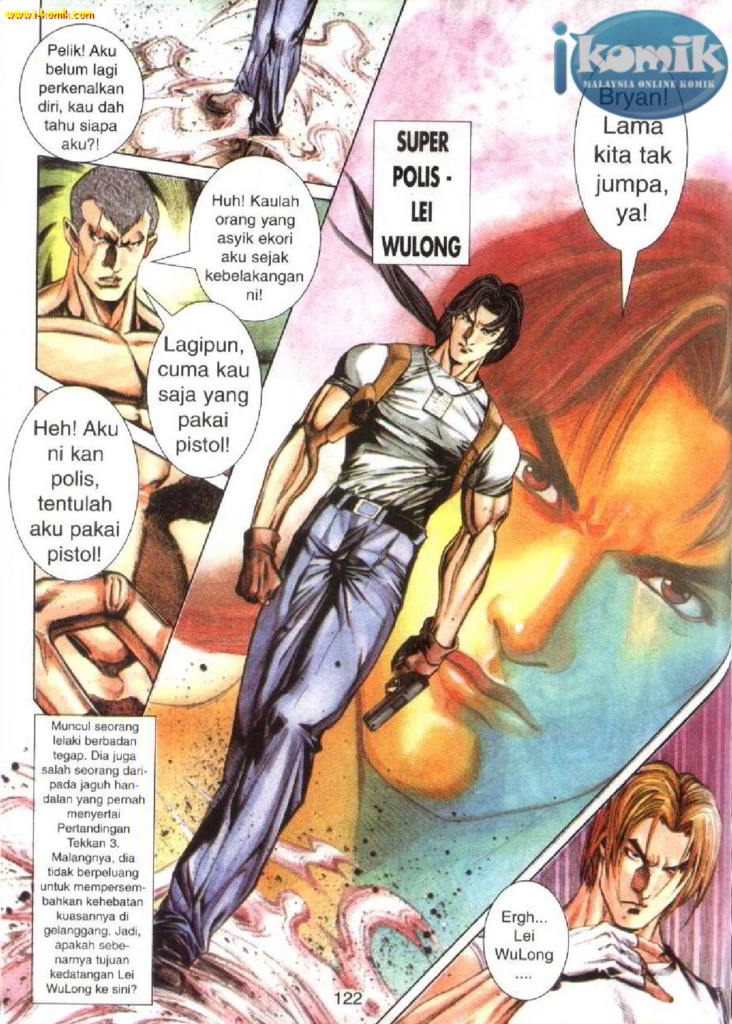 www.i-komik.com
ikomik
MALAYSIA ONLINE KOMIK
Pelik! Aku
belum lagi
perkenalkan
diri, kau dah
tahu siapa
aku?!
Huh! Kaulah
orang yang
asyik ekori
aku sejak
kebelakangan
ni!
Lagipun,
cuma kau
saja yang
pakai
pistol!
Heh! Aku
ni kan
polis,
tentulah
aku pakai
pistol!
SUPER
POLIS -
LEI
WULONG
Bryan!
Lama
kita tak
jumpa,
ya!
Muncul seorang
lelaki berbadan
tegap. Dia juga
salah seorang dari-
pada jaguh han-
dalan yang pernah
menyertai
Pertandingan
Tekkan 3.
Malangnya, dia
tidak berpeluang
untuk mempersem-
bahkan kehebatan
kuasannya di
gelanggang. Jadi,
apakah sebe-
narnya tujuan
kedatangan Lei
WuLong ke sini?
Ergh...
Lei
WuLong
....
122